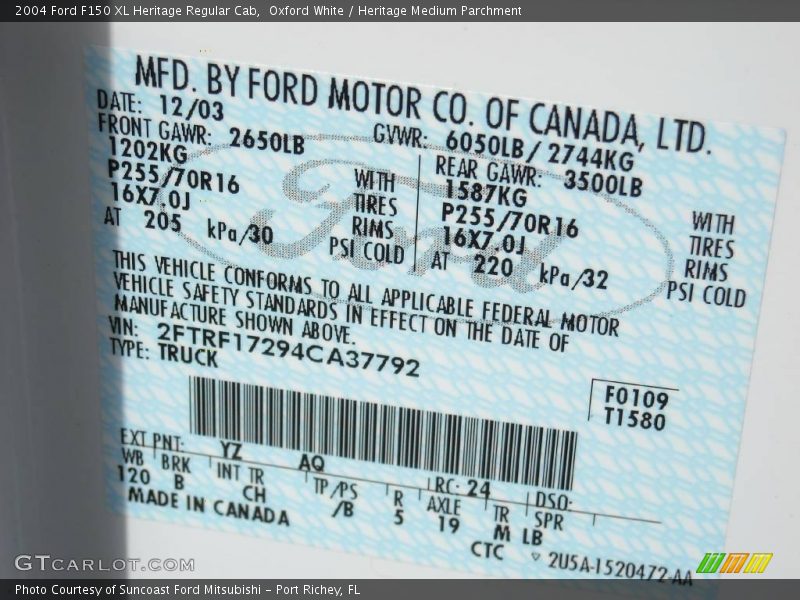 2004 Ford F150 XL Heritage Regular Cab,  Oxford White / Heritage Medium Parchment
MFD. BY FORD MOTOR CO. OF CANADA, LTD.
DATE: 12/03 GVWR: 6050LB/ 2744KG
FRONT GAWR: 2650LB REAR GAWR: 3500LB
1202KG 1587KG
P255/70R16 WITH TIRES P255/70R16 WITH TIRES
16X7.0J RIMS 16X7.0J RIMS
AT 205 kPa/30 PSI COLD AT 220 kPa/32 PSI COLD
Ford
THIS VEHICLE CONFORMS TO ALL APPLICABLE FEDERAL MOTOR
VEHICLE SAFETY STANDARDS IN EFFECT ON THE DATE OF
MANUFACTURE SHOWN ABOVE.
VIN: 2FTRF17294CA37792
TYPE: TRUCK
F0109
T1580
EXT PNT: YZ AQ RC: 24 DSO:
WB BRK INT TR TP/PS R AXLE TR SPR
120 B CH /B 5 19 M LB
MADE IN CANADA CTC
2U5A-1520472-AA
GTCARLOT.COM
Photo Courtesy of Suncoast Ford Mitsubishi - Port Richey, FL